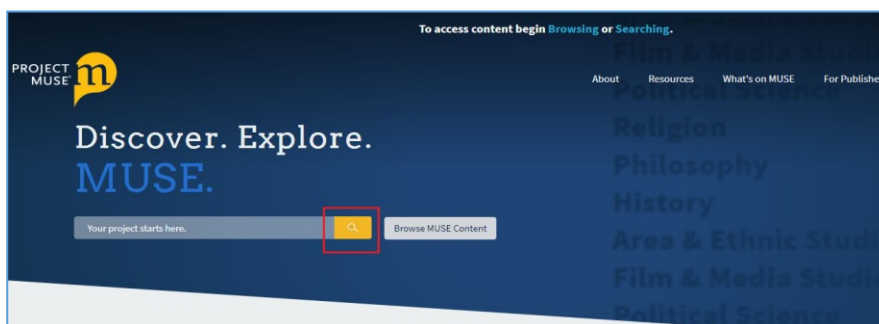 To access content begin Browsing or Searching.
PROJECT
MUSE
m
About Resources What's on MUSE For Publishe
Discover. Explore.
MUSE.
Your project starts here.
Browse MUSE Content
Film & Media Studi
Political Science
Religion
Philosophy
History
Area & Ethnic Studi
Film & Media Studi
Political Science